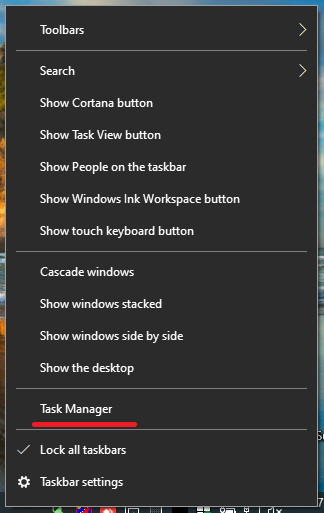 Toolbars
Search
Show Cortana button
Show Task View button
Show People on the taskbar
Show Windows Ink Workspace button
Show touch keyboard button
Cascade windows
Show windows stacked
Show windows side by side
Show the desktop
Task Manager
Lock all taskbars
Taskbar settings